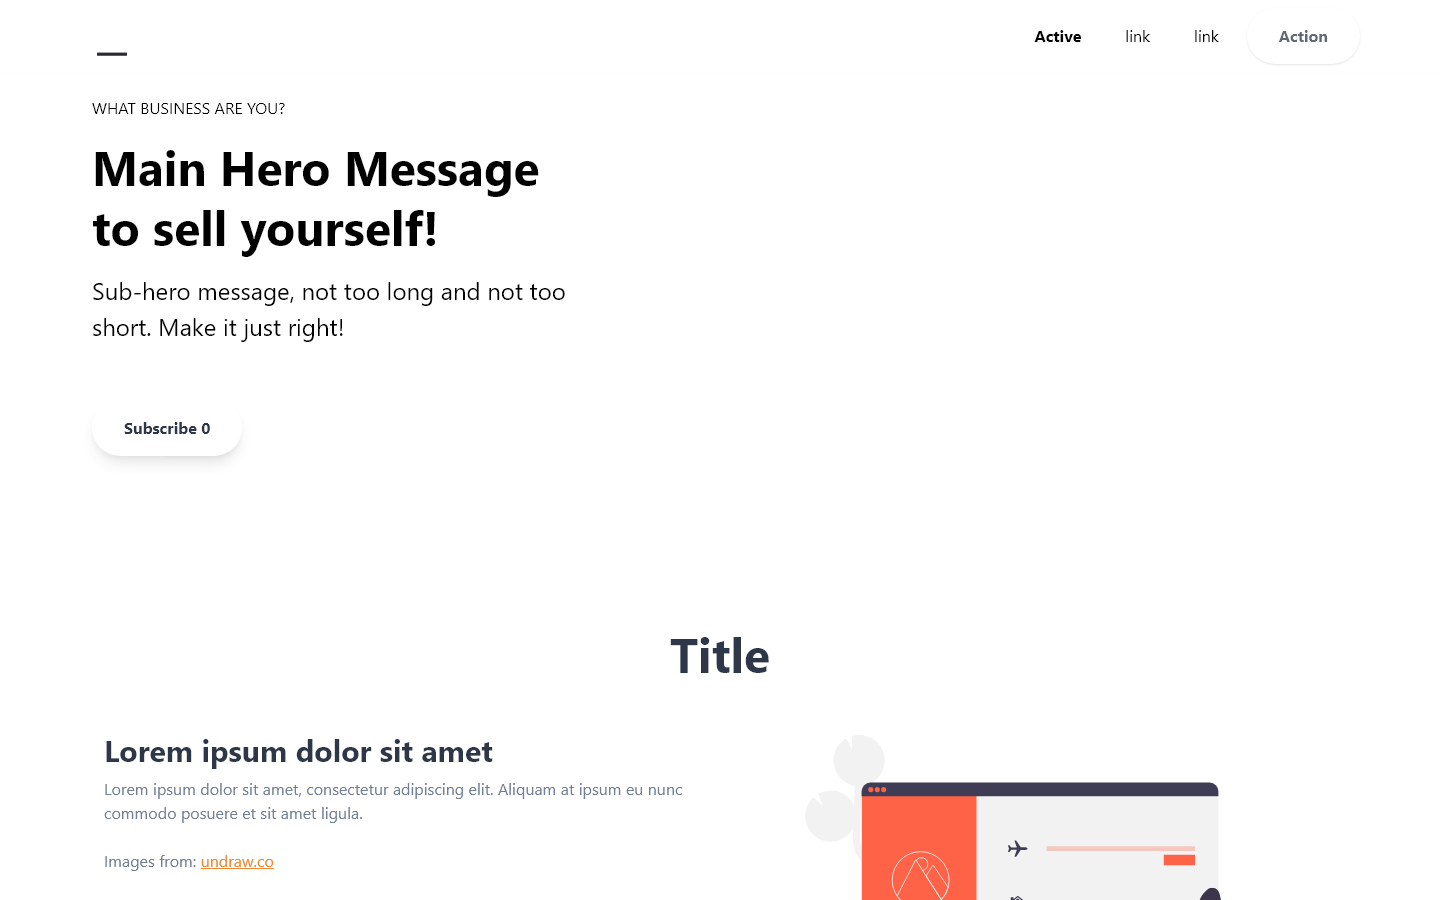 Active
link
link
Action
WHAT BUSINESS ARE YOU?
Main Hero Message
to sell yourself!
Sub-hero message, not too long and not too
short. Make it just right!
Subscribe 0
Title
Lorem ipsum dolor sit amet
Lorem ipsum dolor sit amet, consectetur adipiscing elit. Aliquam at ipsum eu nunc
commodo posuere et sit amet ligula.
Images from: undraw.co